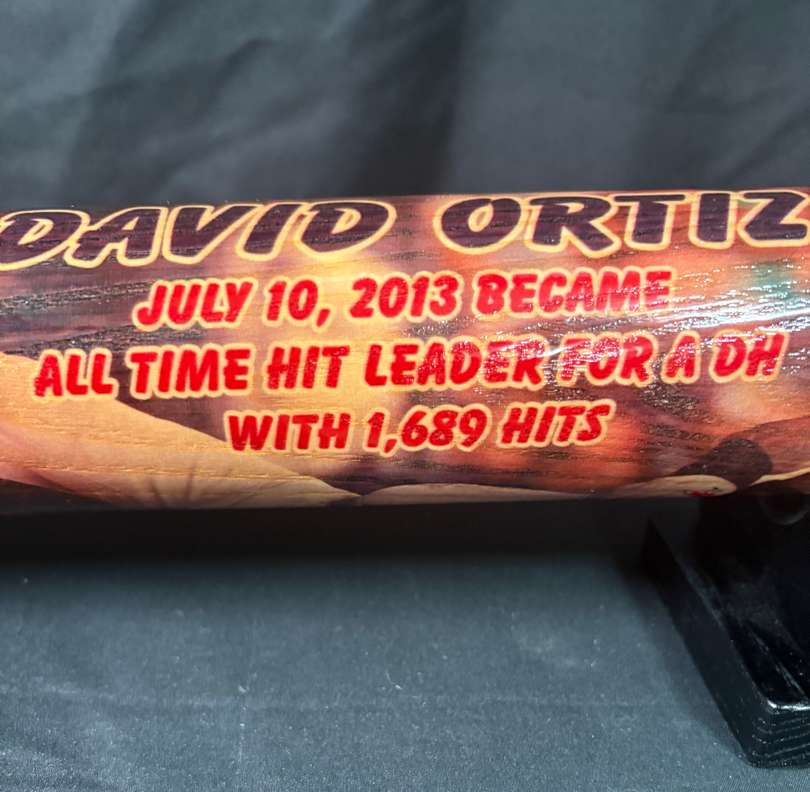 DAVID ORTIZ
JULY 10, 2013 BECAME
ALL TIME HIT LEADER FOR A DH
WITH 1,689 HITS